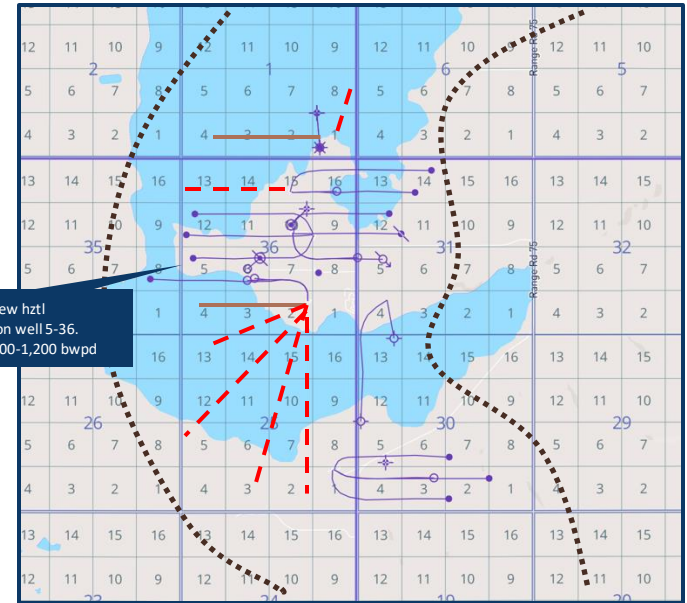 12 11 10 9 12 11 10 9 12 11 10 9 12 11 10
Range Rd 75
2 1 6 5
5 6 7 8 5 6 7 8 5 6 7 8 5 6 7
4 3 2 1 4 3 2 1 4 3 2 1 4 3 2
13 14 15 16 13 14 15 16 13 14 15 16 13 14 15
12 11 10 9 12 11 9 12 11 10 9 12 11 10
35 36 31 32
5 6 7 8 5 6 7 8 5 6 7 8 5 6 7
Range Rd 75
ew hztl
on well 5-36.
00-1,200 bwpd
1 4 3 2 1 4 3 2 1 4 3 2
16 13 14 15 16 13 14 15 16 13 14 15
12 11 10 9 12 11 10 9 12 11 10 9 12 11 10
26 25 30 29
5 6 7 8 5 6 7 8 5 6 7 8 5 6 7
4 3 2 1 4 3 2 1 4 3 2 1 4 3 2
13 14 15 16 13 14 15 16 13 14 15 16 13 14 15
12 11 10 9 12 11 10 9 12 11 10 9 12 11 10